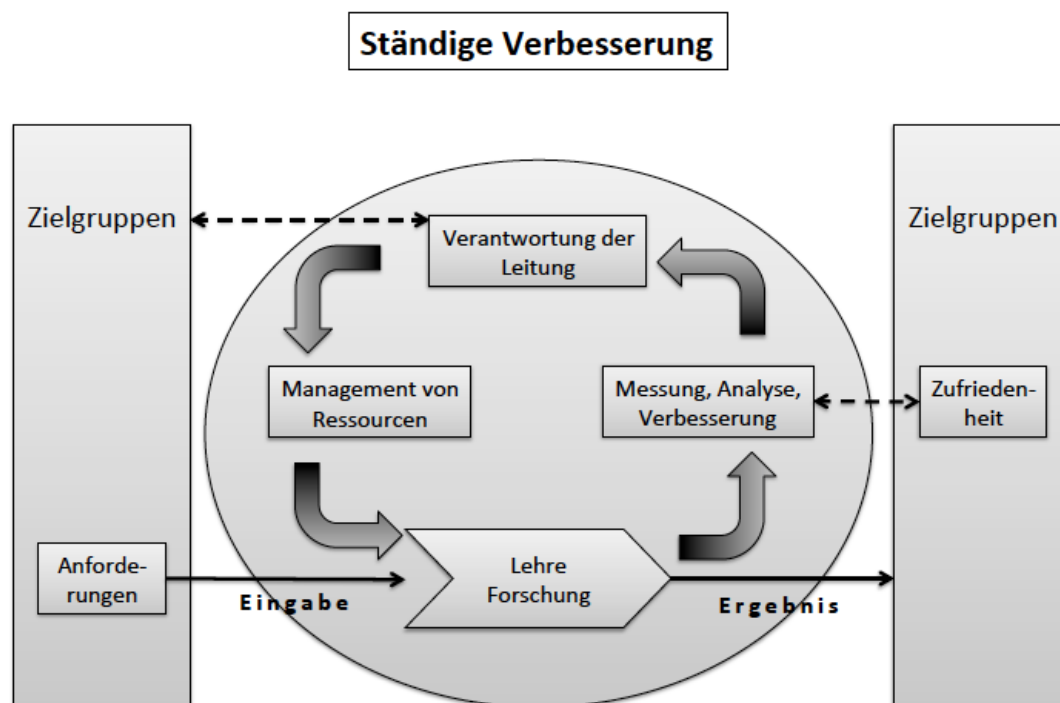 Ständige Verbesserung
Zielgruppen
Zielgruppen
Verantwortung der
Leitung
Management von
Ressourcen
Messung, Analyse,
Verbesserung
Zufrieden-
heit
Anforde-
rungen
Eingabe
Lehre
Forschung
Ergebnis